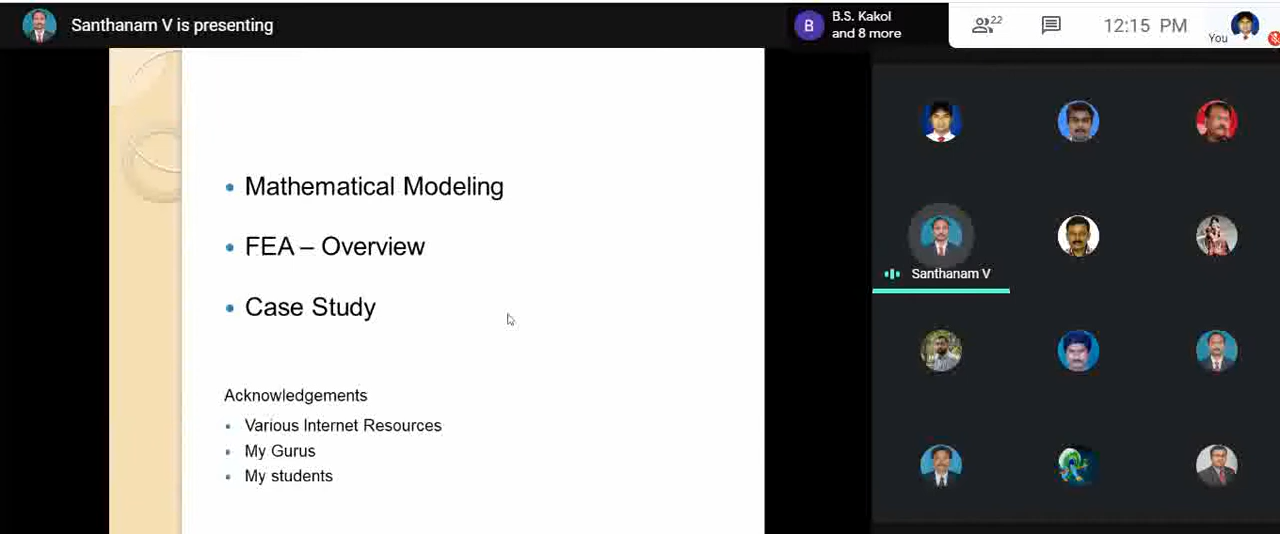 Santhanam V is presenting
B
B.S. Kakol
and 8 more
22
12:15 PM
You
• Mathematical Modeling
• FEA – Overview
• Case Study
Santhanam V
Acknowledgements
• Various Internet Resources
• My Gurus
• My students